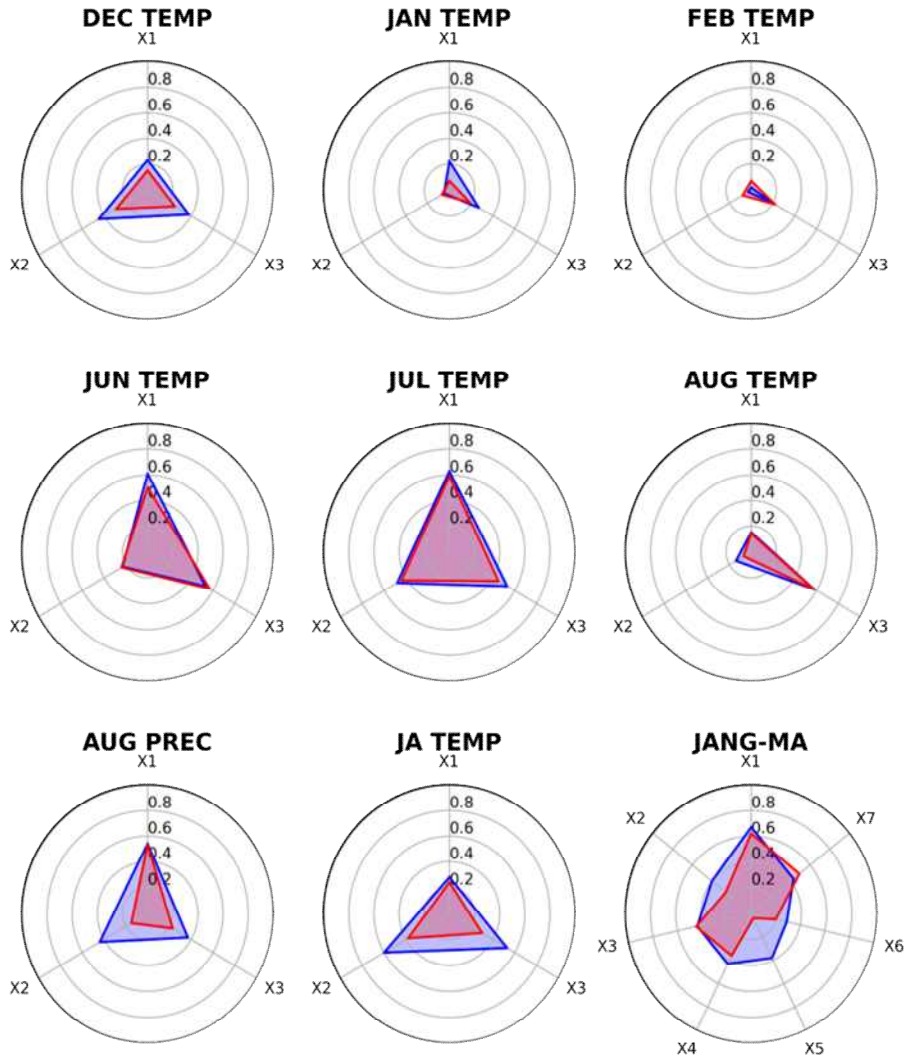 DEC TEMP
X1
0.8
0.6
0.4
0.2
X2
X3
JAN TEMP
X1
0.8
0.6
0.4
0.2
X2
X3
FEB TEMP
X1
0.8
0.6
0.4
0.2
X2
X3
JUN TEMP
X1
0.8
0.6
0.4
0.2
X2
X3
JUL TEMP
X1
0.8
0.6
0.4
0.2
X2
X3
AUG TEMP
X1
0.8
0.6
0.4
0.2
X2
X3
AUG PREC
X1
0.8
0.6
0.4
0.2
X2
X3
JA TEMP
X1
0.8
0.6
0.4
0.2
X2
X3
JANG-MA
X1
0.8
X2
X7
0.6
0.4
0.2
X3
X6
X4
X5